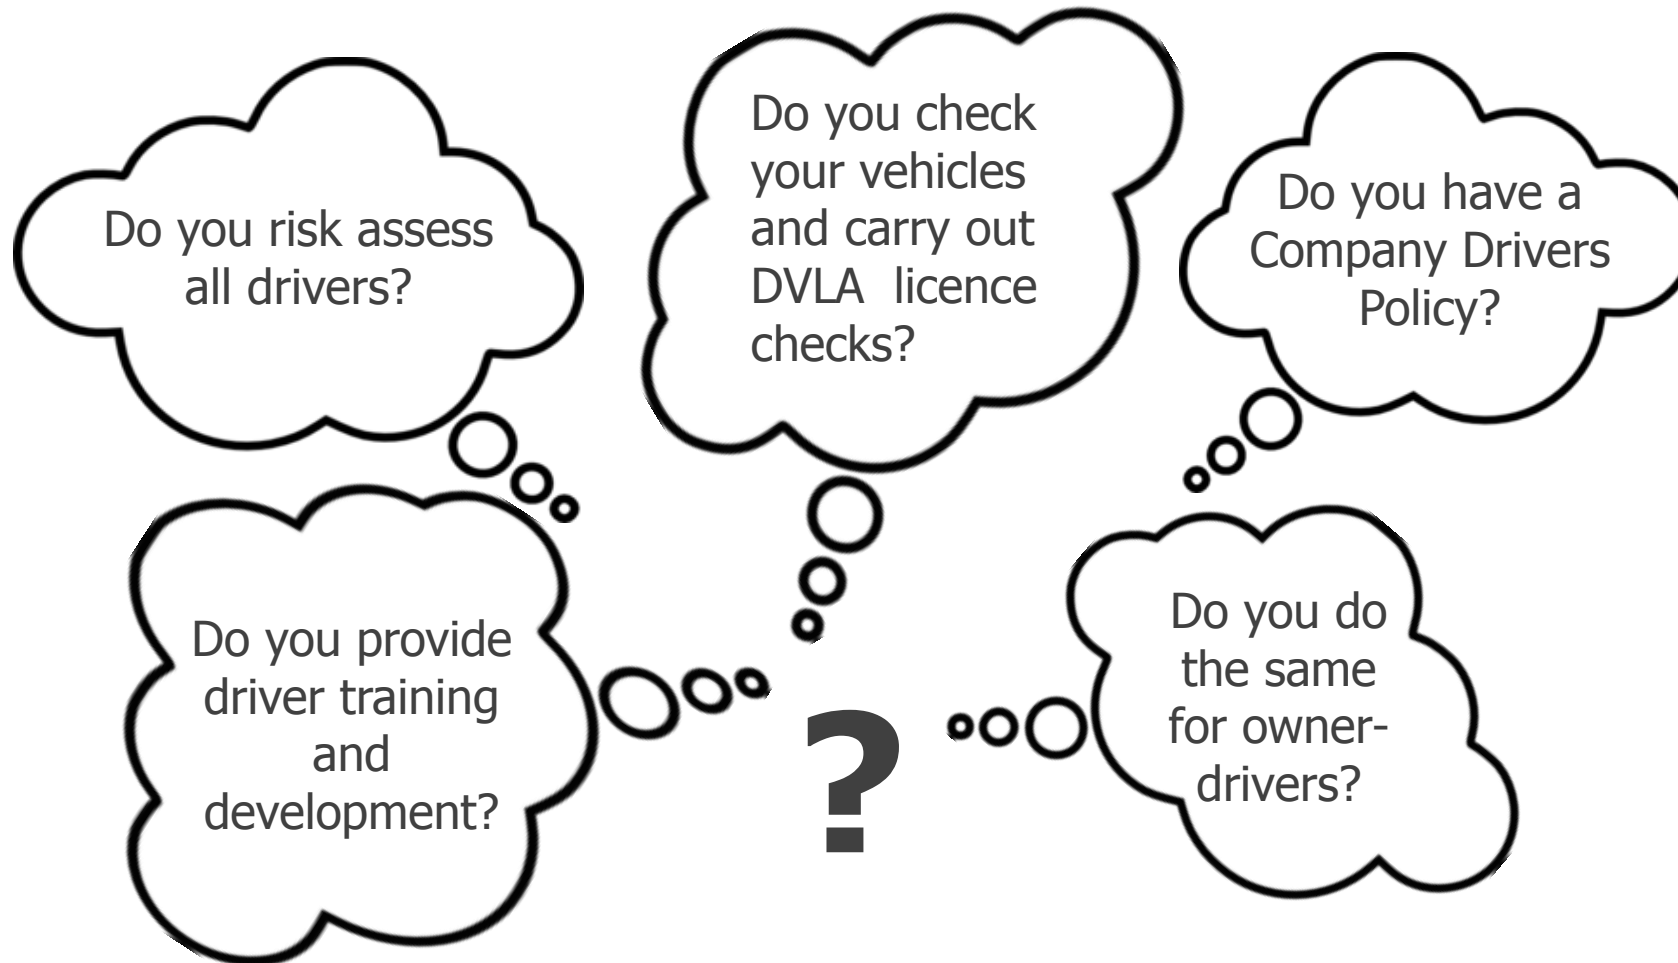 Do you risk assess
all drivers?
Do you check
your vehicles
and carry out
DVLA  licence
checks?
Do you have a
Company Drivers
Policy?
Do you provide
driver training
and
development?
?
Do you do
the same
for owner-
drivers?